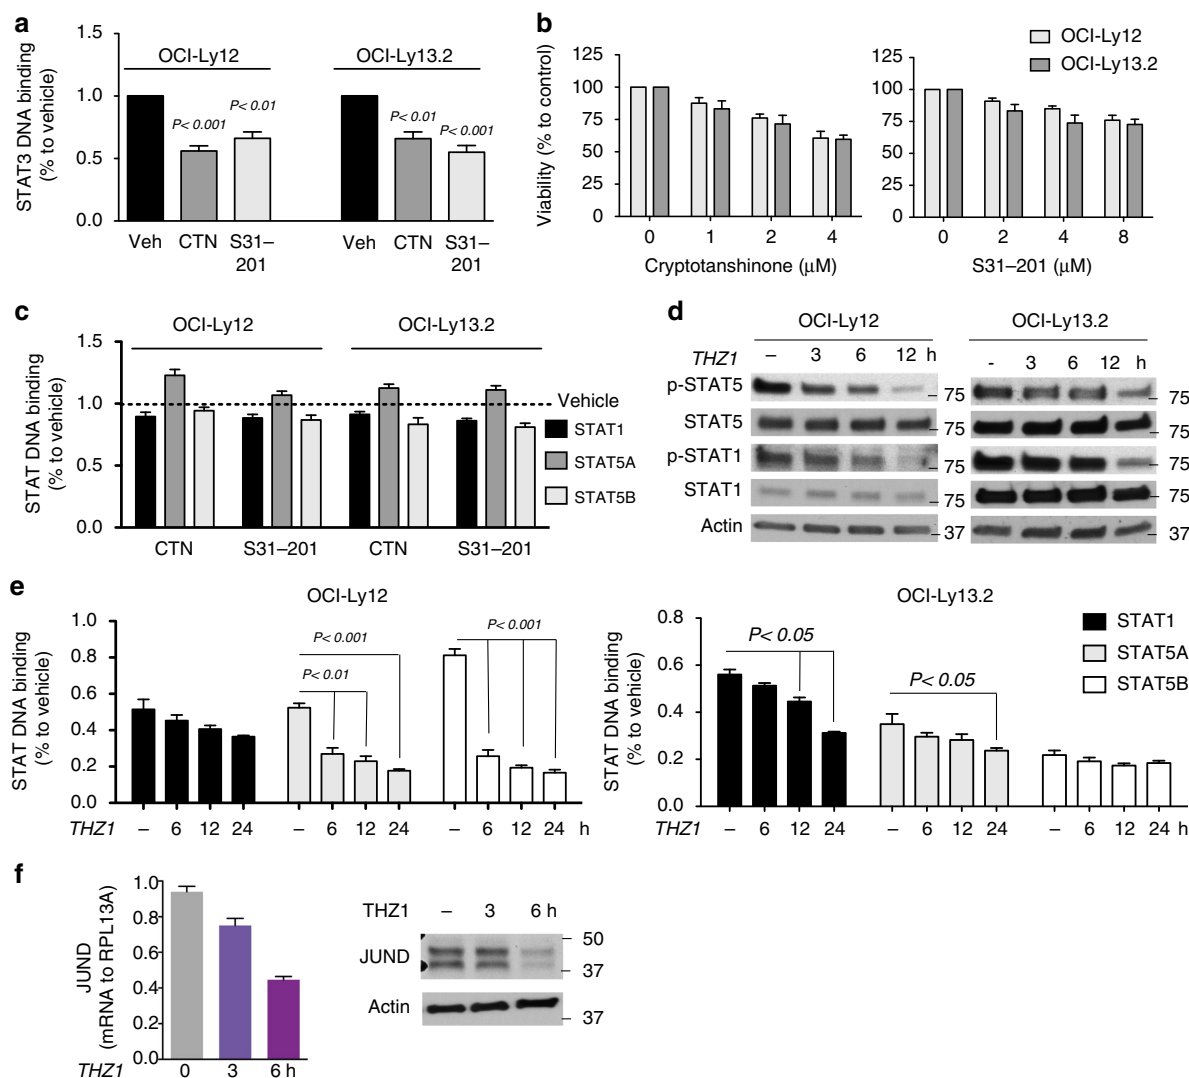 a
OCI-Ly12
OCI-Ly13.2
STAT3 DNA binding
(% to vehicle)
1.5
1.0
0.5
0.0
P< 0.001
P< 0.01
P< 0.01
P< 0.001
Veh CTN S31–
201
Veh CTN S31–
201
b
OCI-Ly12
OCI-Ly13.2
Viability (% to control)
125
100
75
50
25
0
0 1 2 4
Cryptotanshinone (μM)
125
100
75
50
25
0
0 2 4 8
S31–201 (μM)
c
OCI-Ly12
OCI-Ly13.2
STAT DNA binding
(% to vehicle)
1.5
1.0
0.5
0.0
Vehicle
STAT1
STAT5A
STAT5B
CTN S31–201 CTN S31–201
d
OCI-Ly12
OCI-Ly13.2
THZ1 – 3 6 12 h
- 3 6 12 h
p-STAT5 75 75
STAT5 75 75
p-STAT1 75 75
STAT1 75 75
Actin 37 37
e
OCI-Ly12
STAT DNA binding
(% to vehicle)
1.0
0.8
0.6
0.4
0.2
0.0
P< 0.001
P< 0.01
P< 0.001
THZ1 – 6 12 24 – 6 12 24 – 6 12 24 h
OCI-Ly13.2
STAT DNA binding
(% to vehicle)
0.8
0.6
0.4
0.2
0.0
P< 0.05
P< 0.05
STAT1
STAT5A
STAT5B
THZ1 – 6 12 24 – 6 12 24 – 6 12 24 h
f
JUND
(mRNA to RPL13A)
1.0
0.8
0.6
0.4
0.2
0.0
THZ1 0 3 6 h
THZ1 – 3 6 h
JUND
50
37
Actin
37